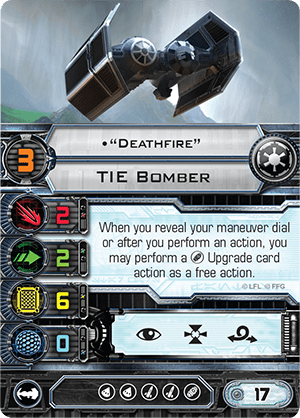 • “Deathfire”
3
TIE Bomber
2
2
6
0
When you reveal your maneuver dial
or after you perform an action, you
may perform a Upgrade card
action as a free action.
©LFL ©FFG
17